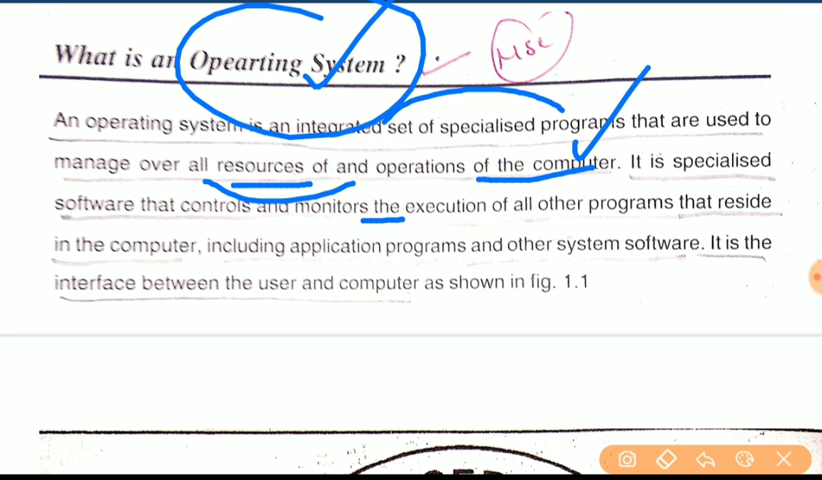 What is an Opearting System ?
An operating system is an integrated set of specialised programs that are used to
manage over all resources of and operations of the computer. It is specialised
software that controls and monitors the execution of all other programs that reside
in the computer, including application programs and other system software. It is the
interface between the user and computer as shown in fig. 1.1